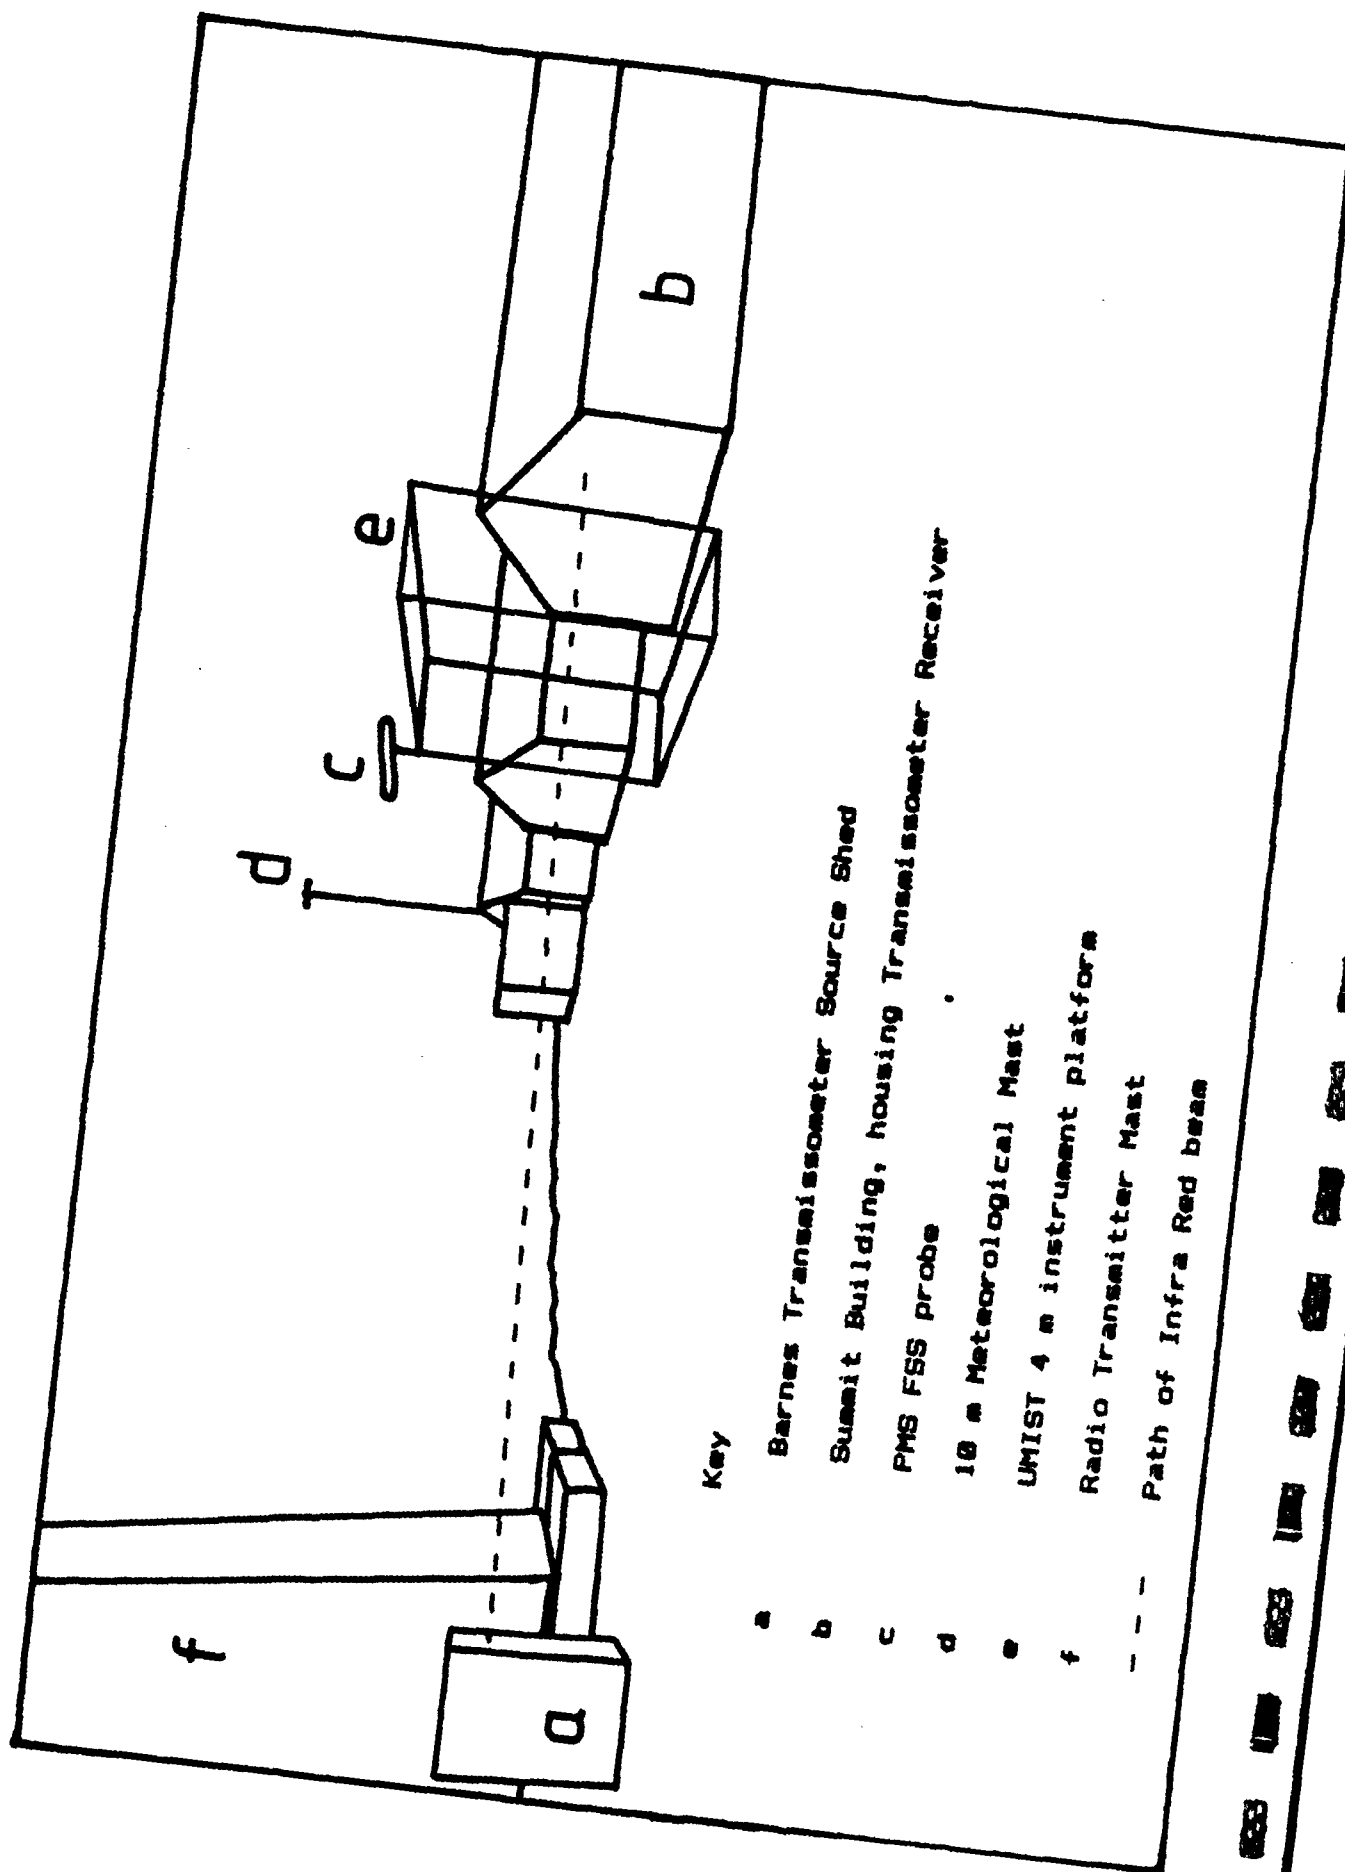 f
d
c
e
a
b
Key
a Barnes Transmissometer Source Shed
b Summit Building, housing Transmissometer Receiver
c PMS FSS probe
d 10 m Meteorological Mast
e UMIST 4 m instrument platform
f Radio Transmitter Mast
--- Path of Infra Red beam